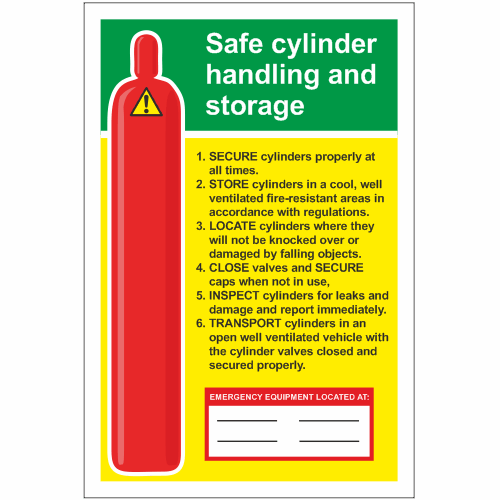 Safe cylinder
handling and
storage
1. SECURE cylinders properly at
all times.
2. STORE cylinders in a cool, well
ventilated fire-resistant areas in
accordance with regulations.
3. LOCATE cylinders where they
will not be knocked over or
damaged by falling objects.
4. CLOSE valves and SECURE
caps when not in use,
5. INSPECT cylinders for leaks and
damage and report immediately.
6. TRANSPORT cylinders in an
open well ventilated vehicle with
the cylinder valves closed and
secured properly.
EMERGENCY EQUIPMENT LOCATED AT: